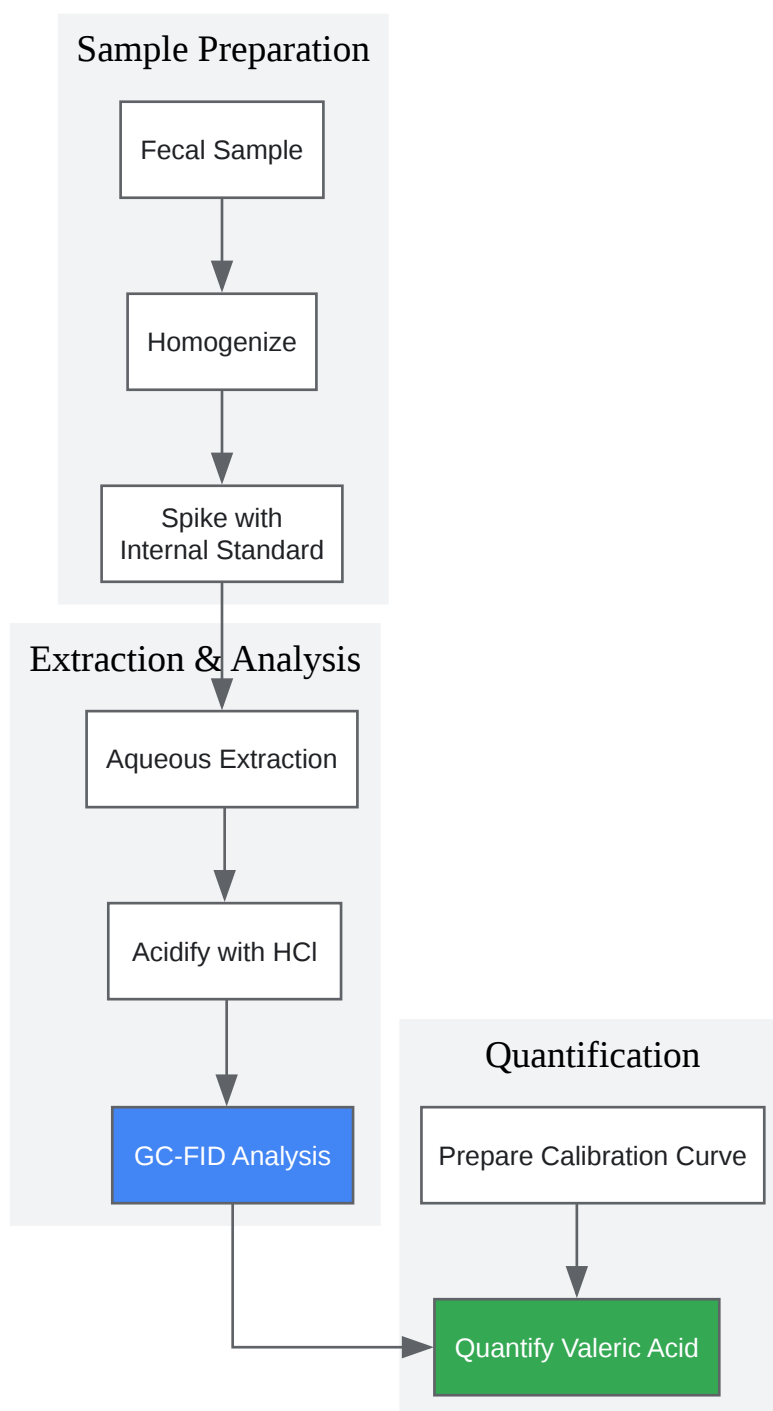 Sample Preparation
Fecal Sample
Homogenize
Spike with
Internal Standard
Extraction & Analysis
Aqueous Extraction
Acidify with HCl
GC-FID Analysis
Quantification
Prepare Calibration Curve
Quantify Valeric Acid